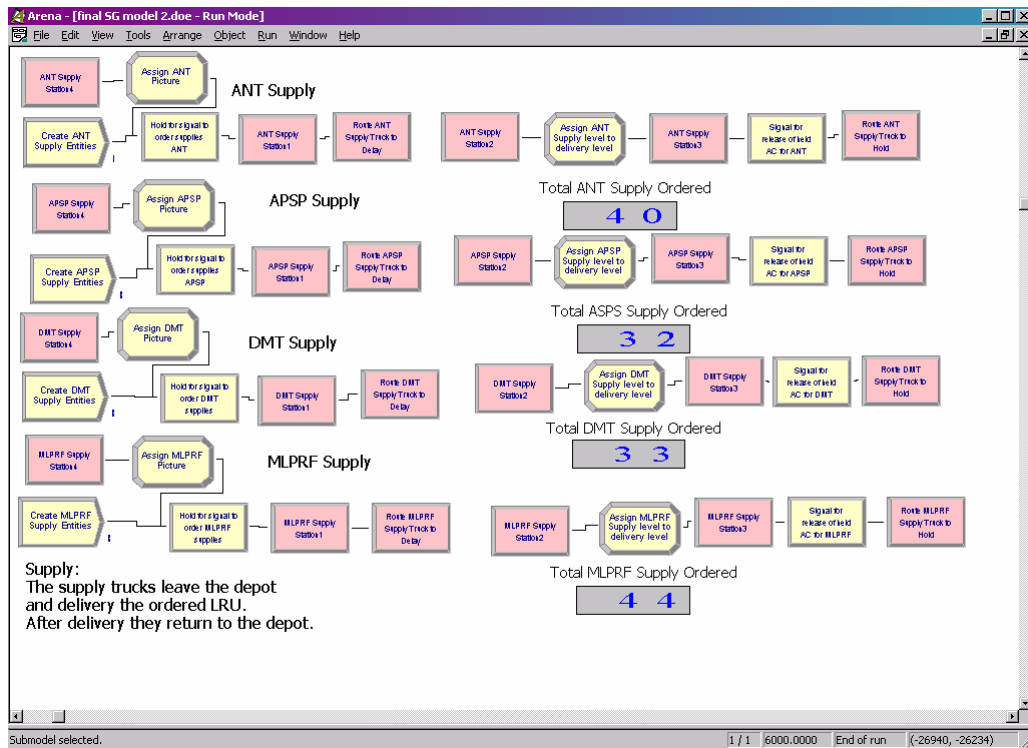 Arena - [final SG model 2.doe - Run Mode]
File Edit View Tools Arrange Object Run Window Help
ANT Supply
Station4
Assign ANT
Picture
ANT Supply
Create ANT
Supply Entities
Hold for signal to
order supplies
ANT
ANT Supply
Station1
Route ANT
Supply Truck to
Delay
ANT Supply
Station2
Assign ANT
Supply level to
delivery level
ANT Supply
Station3
Signal for
release of held
AC for ANT
Route ANT
Supply Truck to
Hold
Total ANT Supply Ordered
4 0
APSP Supply
Station4
Assign APSP
Picture
APSP Supply
Create APSP
Supply Entities
Hold for signal to
order supplies
APSP
APSP Supply
Station1
Route APSP
Supply Truck to
Delay
APSP Supply
Station2
Assign APSP
Supply level to
delivery level
APSP Supply
Station3
Signal for
release of held
AC for APSP
Route APSP
Supply Truck to
Hold
Total ASPS Supply Ordered
3 2
DMT Supply
Station4
Assign DMT
Picture
DMT Supply
Create DMT
Supply Entities
Hold for signal to
order DMT
supplies
DMT Supply
Station1
Route DMT
Supply Truck to
Delay
DMT Supply
Station2
Assign DMT
Supply level to
delivery level
DMT Supply
Station3
Signal for
release of held
AC for DMT
Route DMT
Supply Truck to
Hold
Total DMT Supply Ordered
3 3
MLPRF Supply
Station4
Assign MLPRF
Picture
MLPRF Supply
Create MLPRF
Supply Entities
Hold for signal to
order MLPRF
supplies
MLPRF Supply
Station1
Route MLPRF
Supply Truck to
Delay
MLPRF Supply
Station2
Assign MLPRF
Supply level to
delivery level
MLPRF Supply
Station3
Signal for
release of held
AC for MLPRF
Route MLPRF
Supply Truck to
Hold
Total MLPRF Supply Ordered
4 4
Supply:
The supply trucks leave the depot
and delivery the ordered LRU.
After delivery they return to the depot.
Submodel selected.
1 / 1 6000.0000 End of run (-26940, -26234)